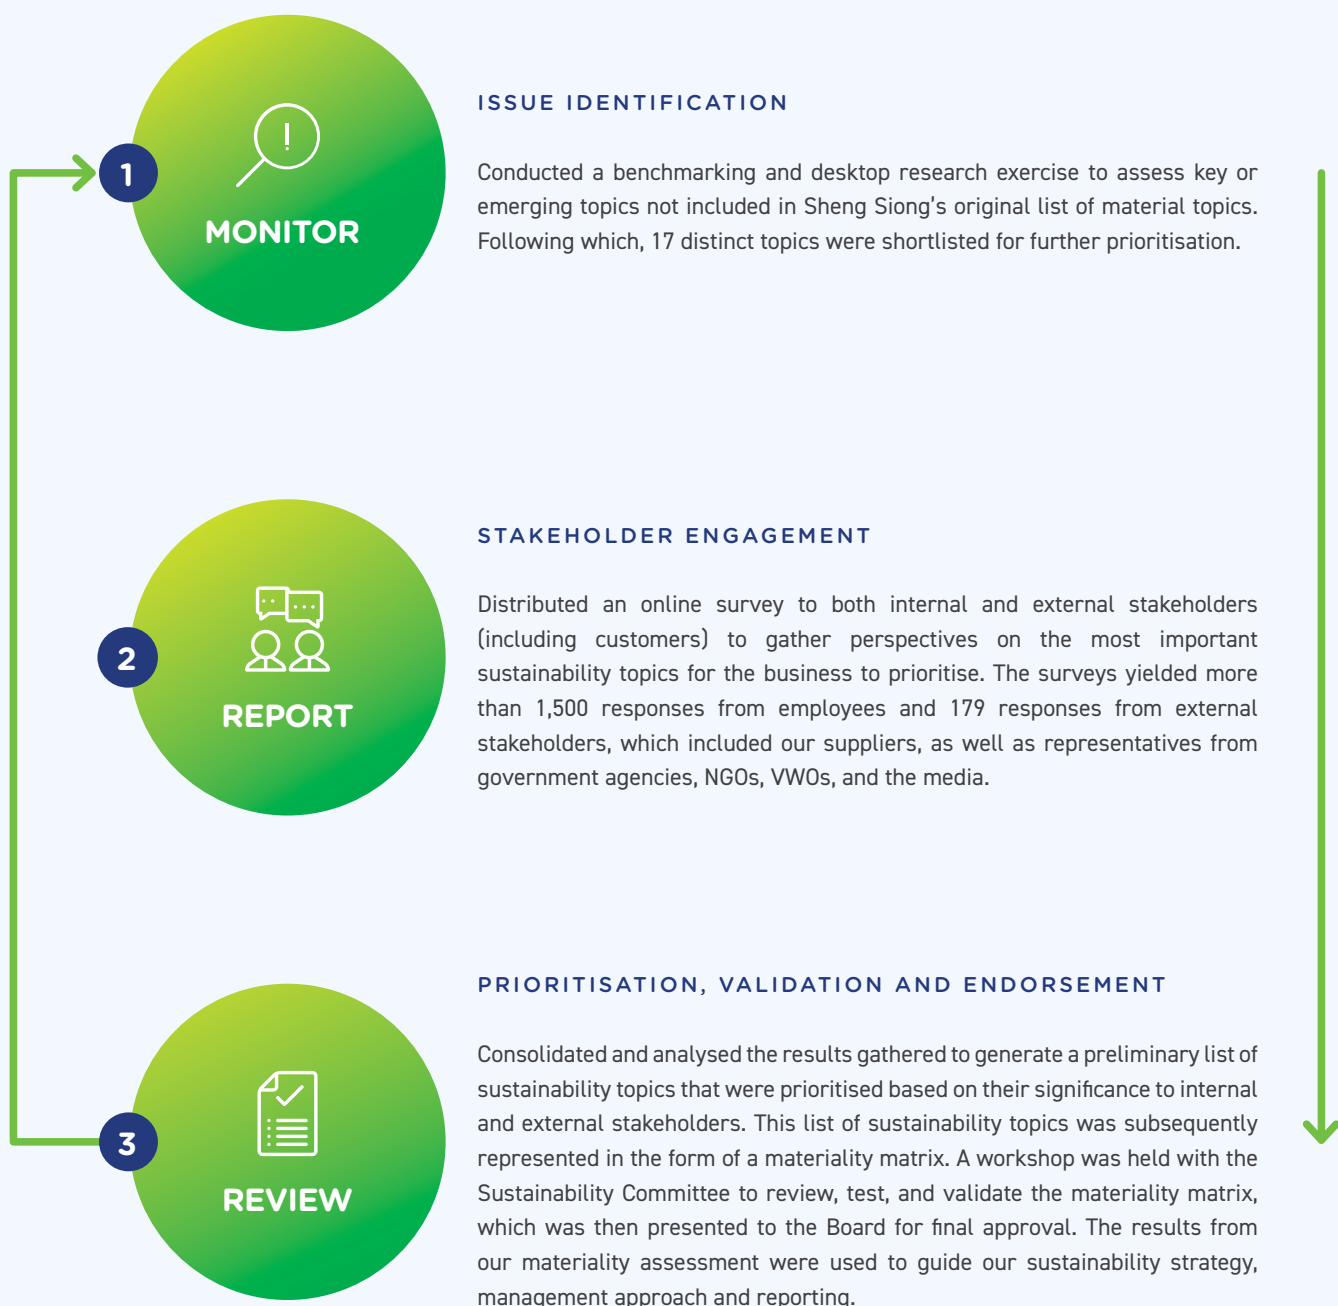 1
MONITOR
ISSUE IDENTIFICATION
Conducted a benchmarking and desktop research exercise to assess key or
emerging topics not included in Sheng Siong’s original list of material topics.
Following which, 17 distinct topics were shortlisted for further prioritisation.
2
REPORT
STAKEHOLDER ENGAGEMENT
Distributed an online survey to both internal and external stakeholders
(including customers) to gather perspectives on the most important
sustainability topics for the business to prioritise. The surveys yielded more
than 1,500 responses from employees and 179 responses from external
stakeholders, which included our suppliers, as well as representatives from
government agencies, NGOs, VWOs, and the media.
3
REVIEW
PRIORITISATION, VALIDATION AND ENDORSEMENT
Consolidated and analysed the results gathered to generate a preliminary list of
sustainability topics that were prioritised based on their significance to internal
and external stakeholders. This list of sustainability topics was subsequently
represented in the form of a materiality matrix. A workshop was held with the
Sustainability Committee to review, test, and validate the materiality matrix,
which was then presented to the Board for final approval. The results from
our materiality assessment were used to guide our sustainability strategy,
management approach and reporting.